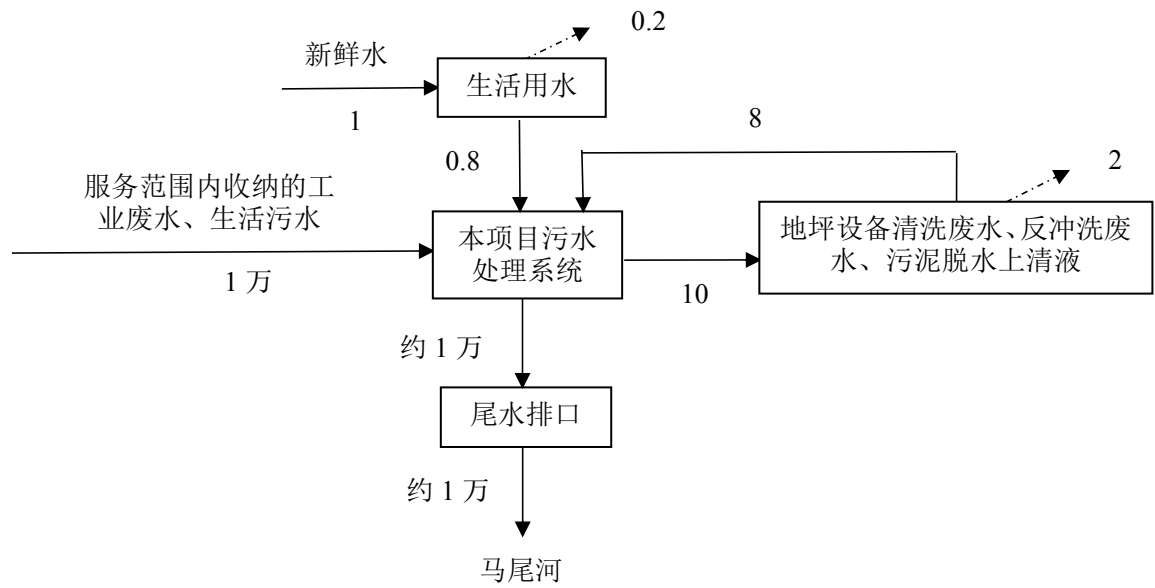 0.2
新鲜水
生活用水
1
8
0.8
2
服务范围内收纳的工
业废水、生活污水
本项目污水
处理系统
地坪设备清洗废水、反冲洗废
水、污泥脱水上清液
1 万
10
约 1 万
尾水排口
约 1 万
马尾河